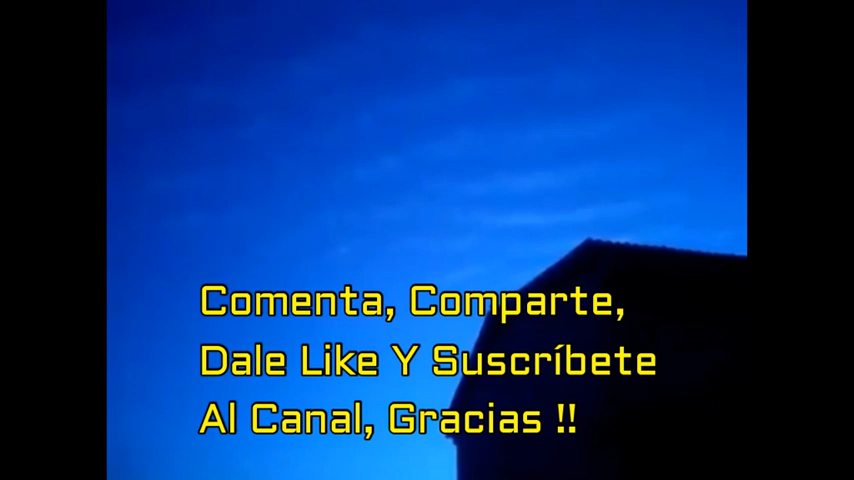 Comenta, Comparte,
Dale Like Y Suscríbete
Al Canal, Gracias !!